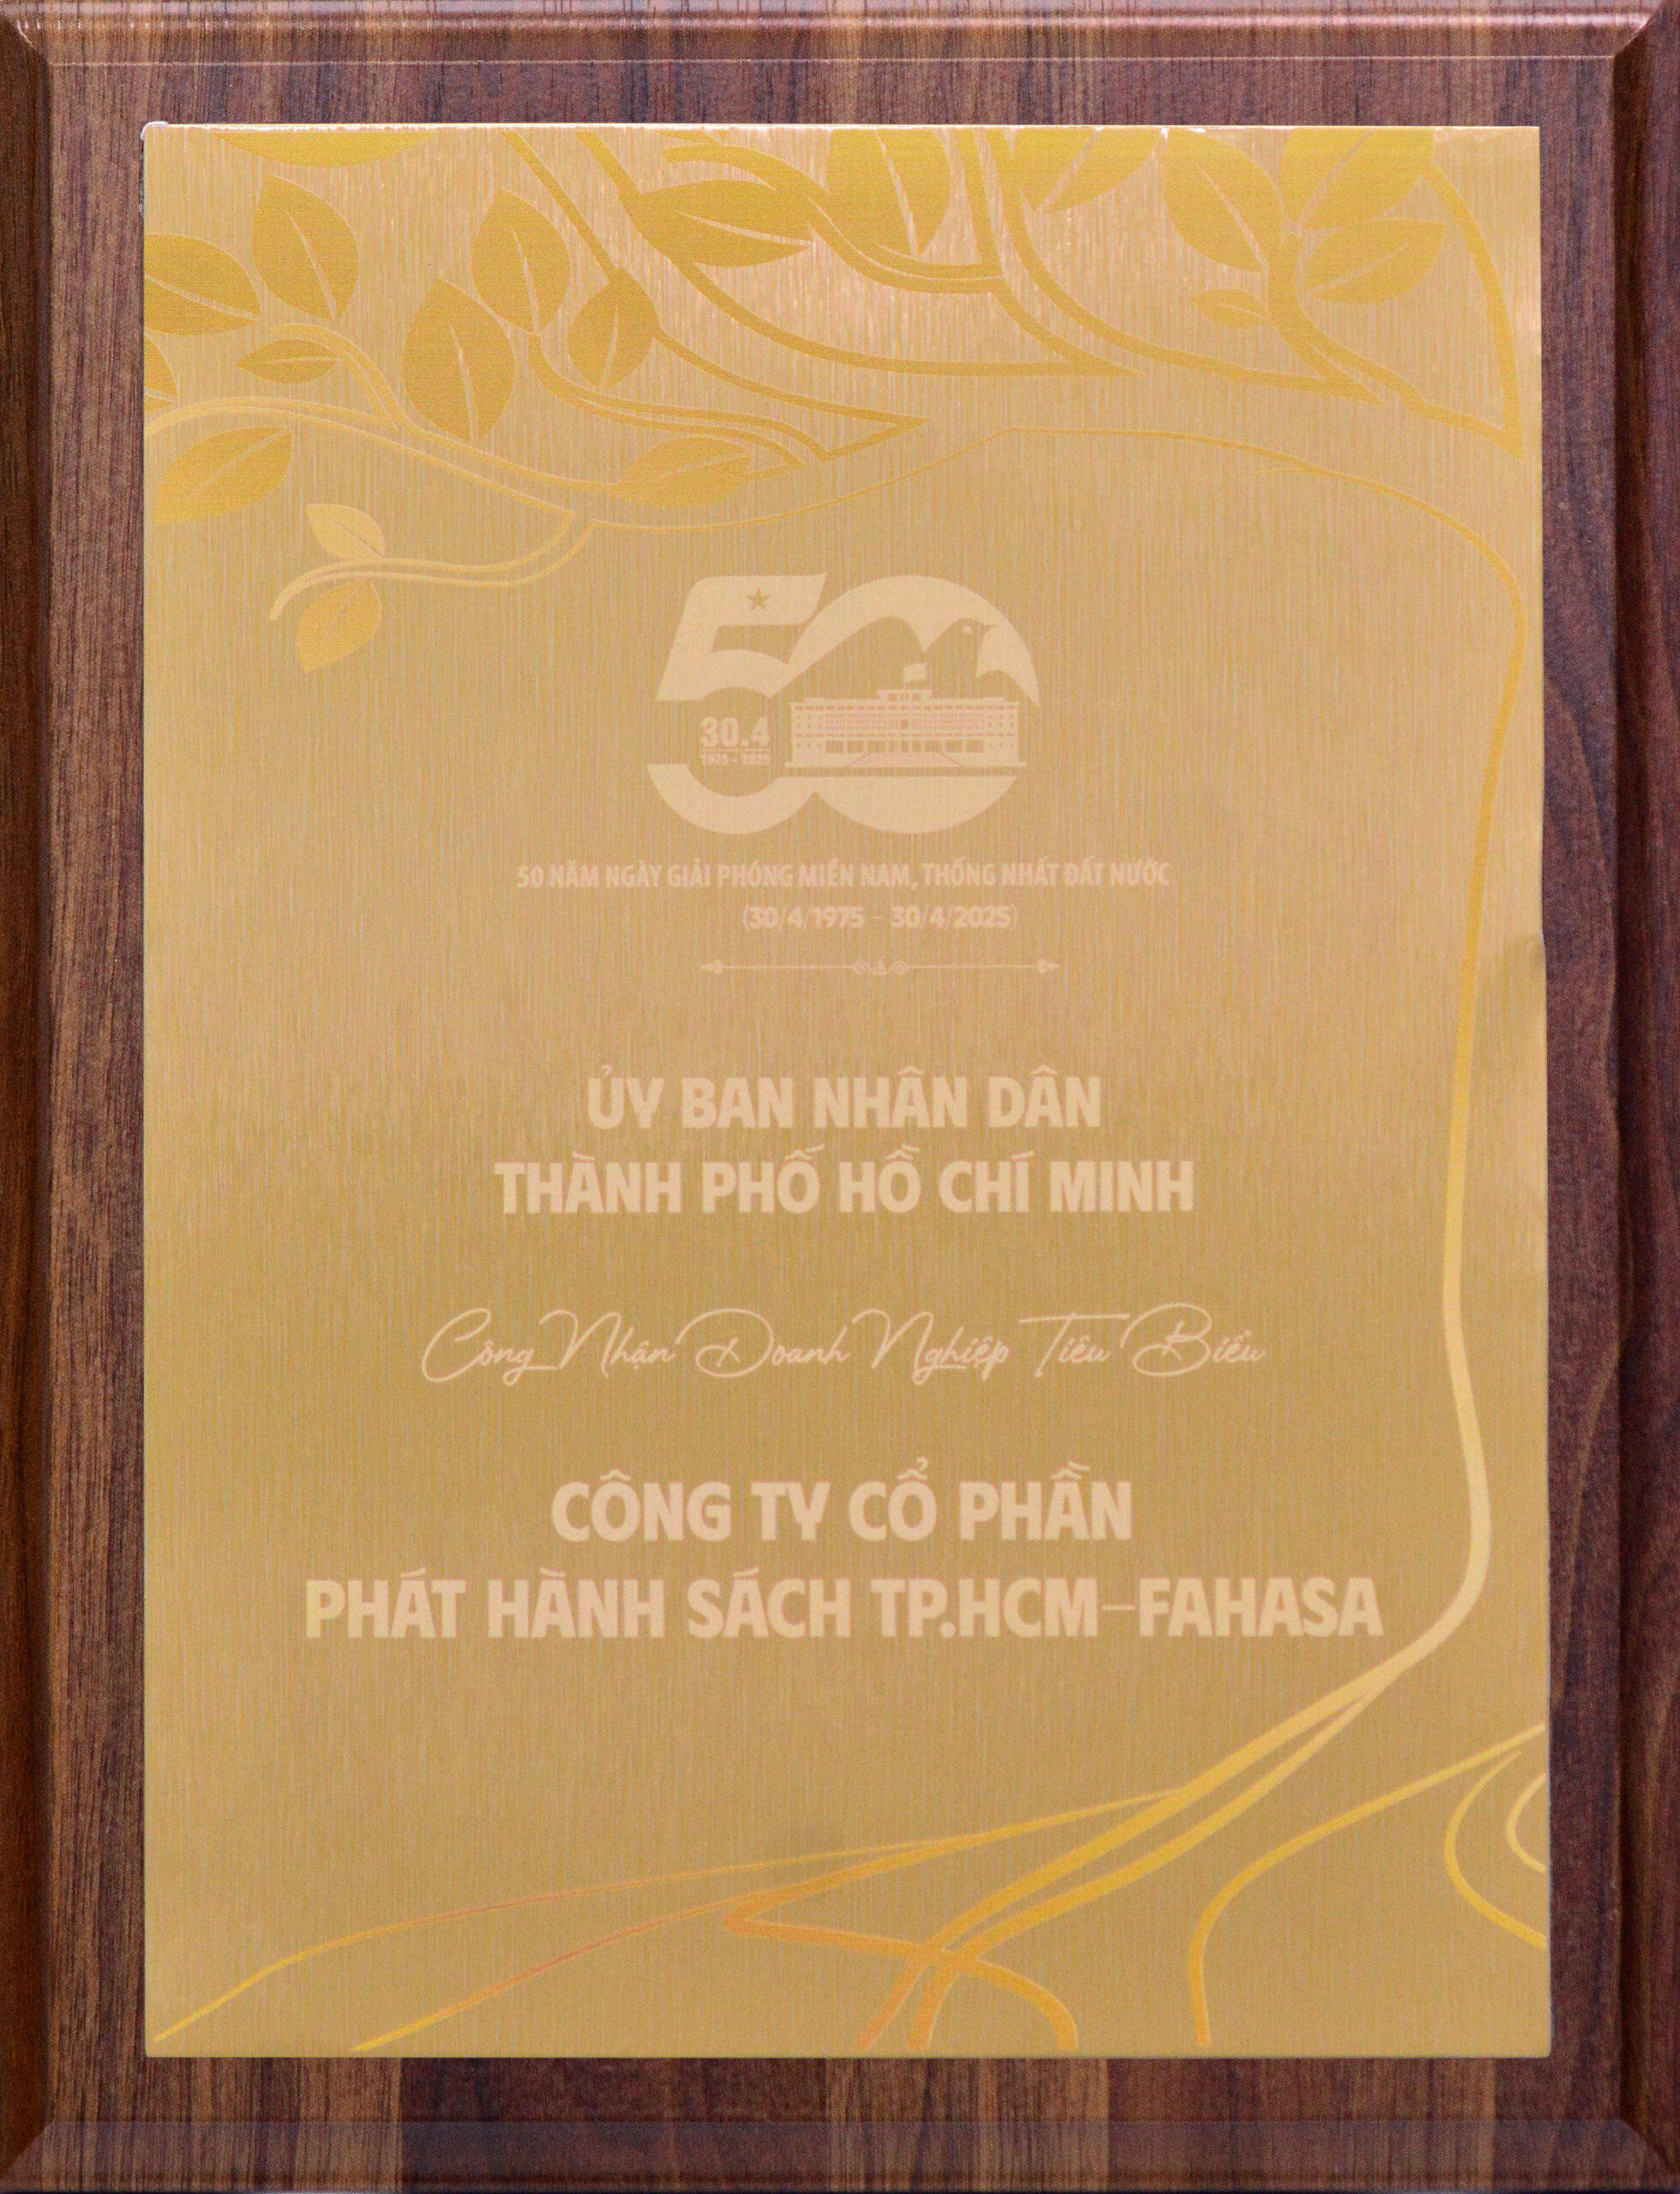 50
30.4
1975 - 2025
50 NĂM NGÀY GIẢI PHÓNG MIỀN NAM, THỐNG NHẤT ĐẤT NƯỚC
(30/4/1975 - 30/4/2025)
ỦY BAN NHÂN DÂN
THÀNH PHỐ HỒ CHÍ MINH
Công Nhận Doanh Nghiệp Tiêu Biểu
CÔNG TY CỔ PHẦN
PHÁT HÀNH SÁCH TP.HCM-FAHASA